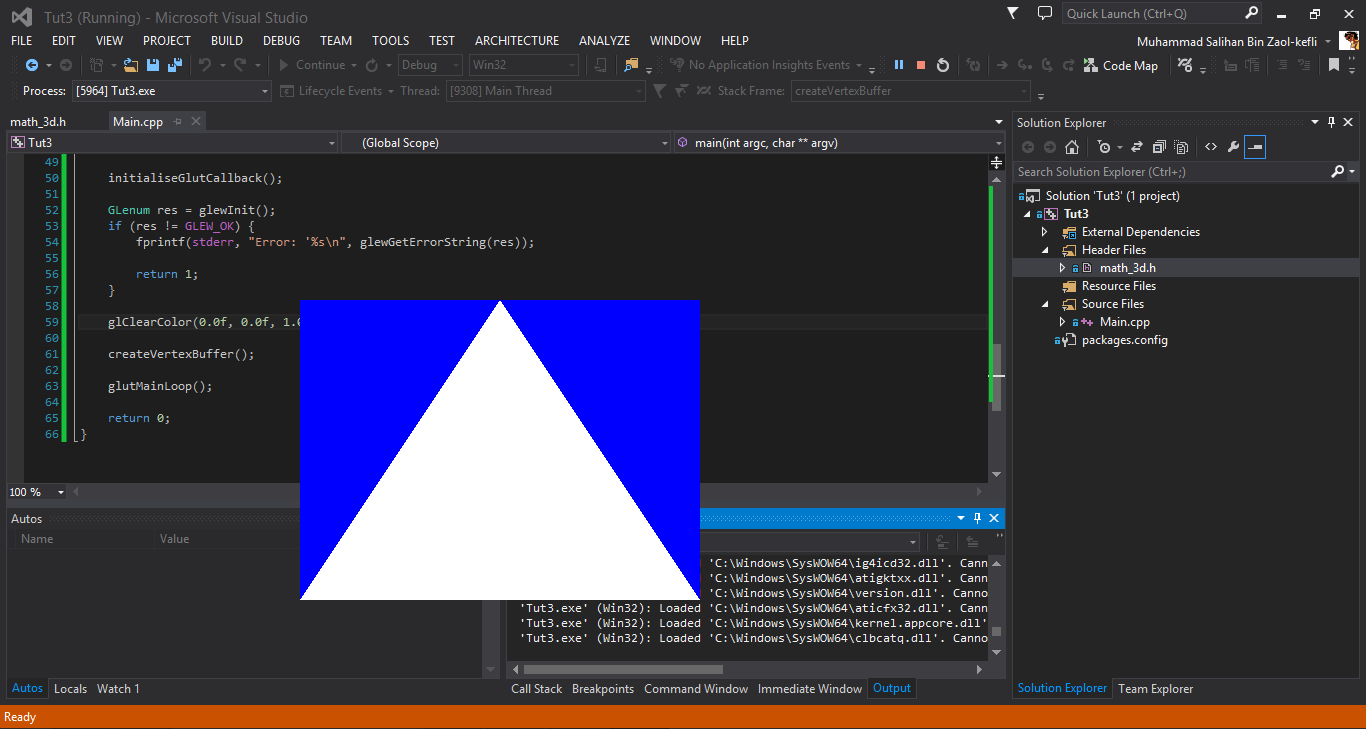 Tut3 (Running) - Microsoft Visual Studio
Quick Launch (Ctrl+Q)
FILE EDIT VIEW PROJECT BUILD DEBUG TEAM TOOLS TEST ARCHITECTURE ANALYZE WINDOW HELP
Muhammad Salihan Bin Zaol-kefli
Continue Debug Win32 No Application Insights Events Code Map
Process: [5964] Tut3.exe Lifecycle Events Thread: [9308] Main Thread Stack Frame: createVertexBuffer
math_3d.h Main.cpp
Tut3 (Global Scope) main(int argc, char ** argv)
49
50 initialiseGlutCallback();
51
52 GLenum res = glewInit();
53 if (res != GLEW_OK) {
54 fprintf(stderr, "Error: '%s\n", glewGetErrorString(res));
55
56 return 1;
57 }
58
59 glClearColor(0.0f, 0.0f, 1.0
60
61 createVertexBuffer();
62
63 glutMainLoop();
64
65 return 0;
66 }
100 %
Autos
Name Value
'C:\Windows\SysWOW64\ig4icd32.dll'. Canno
'C:\Windows\SysWOW64\atigktxx.dll'. Cann
'C:\Windows\SysWOW64\version.dll'. Canno
'Tut3.exe' (Win32): Loaded 'C:\Windows\SysWOW64\aticfx32.dll'. Cann
'Tut3.exe' (Win32): Loaded 'C:\Windows\SysWOW64\kernel.appcore.dll'
'Tut3.exe' (Win32): Loaded 'C:\Windows\SysWOW64\clbcatq.dll'. Canno
Autos Locals Watch 1
Call Stack Breakpoints Command Window Immediate Window Output
Solution Explorer
Search Solution Explorer (Ctrl+;)
Solution 'Tut3' (1 project)
Tut3
External Dependencies
Header Files
math_3d.h
Resource Files
Source Files
Main.cpp
packages.config
Solution Explorer Team Explorer
Ready